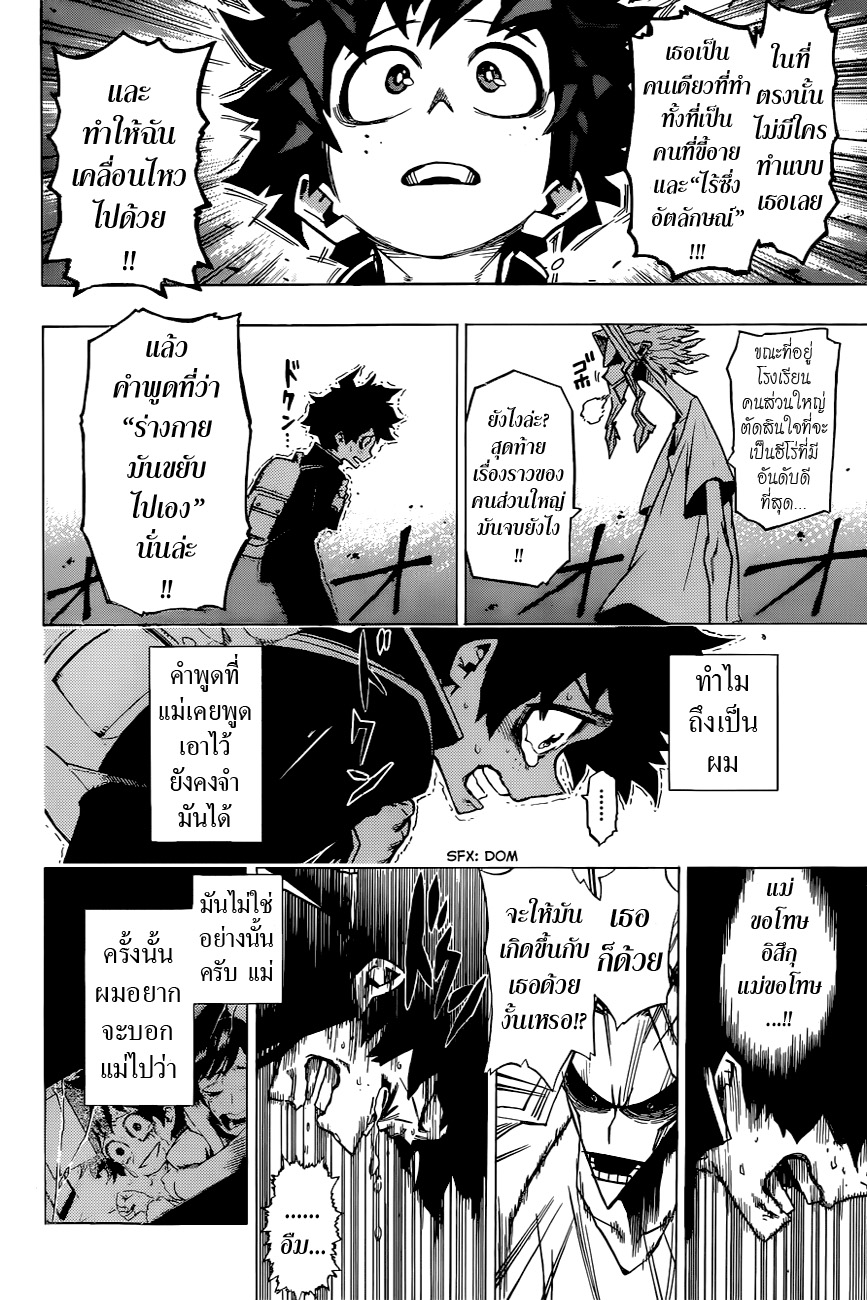 ในที่
ตรงนั้น
ไม่มีใคร
ทำแบบ
เธอเลย
เธอเป็น
คนเดียวที่ทำ
ทั้งที่เป็น
คนที่ขี้อาย
และ“ไร้ซึ่ง
อัตลักษณ์”
!!!
และ
ทำให้ฉัน
เคลื่อนไหว
ไปด้วย
!!
ขณะที่อยู่
โรงเรียน
คนส่วนใหญ่
ตัดสินใจที่จะ
เป็นฮีโร่ที่มี
อันดับดี
ที่สุด...
ゴホ
ยังไงล่ะ?
สุดท้าย
เรื่องราวของ
คนส่วนใหญ่
มันจบยังไง
!!
ドクン...
แล้ว
คำพูดที่ว่า
“ร่างกาย
มันขยับ
ไปเอง”
นั่นล่ะ
!!
ทำไม
ถึงเป็น
ผม
......
คำพูดที่
แม่เคยพูด
เอาไว้
ยังคงจำ
มันได้
SFX: DOM
แม่
ขอโทษ
อิสึกุ
แม่ขอโทษ
...!!
เธอ
ก็ด้วย
จะให้มัน
เกิดขึ้นกับ
เธอด้วย
งั้นเหรอ!?
ドクン
......
อืม...
มันไม่ใช่
อย่างนั้น
ครับ แม่
ครั้งนั้น
ผมอยาก
จะบอก
แม่ไปว่า